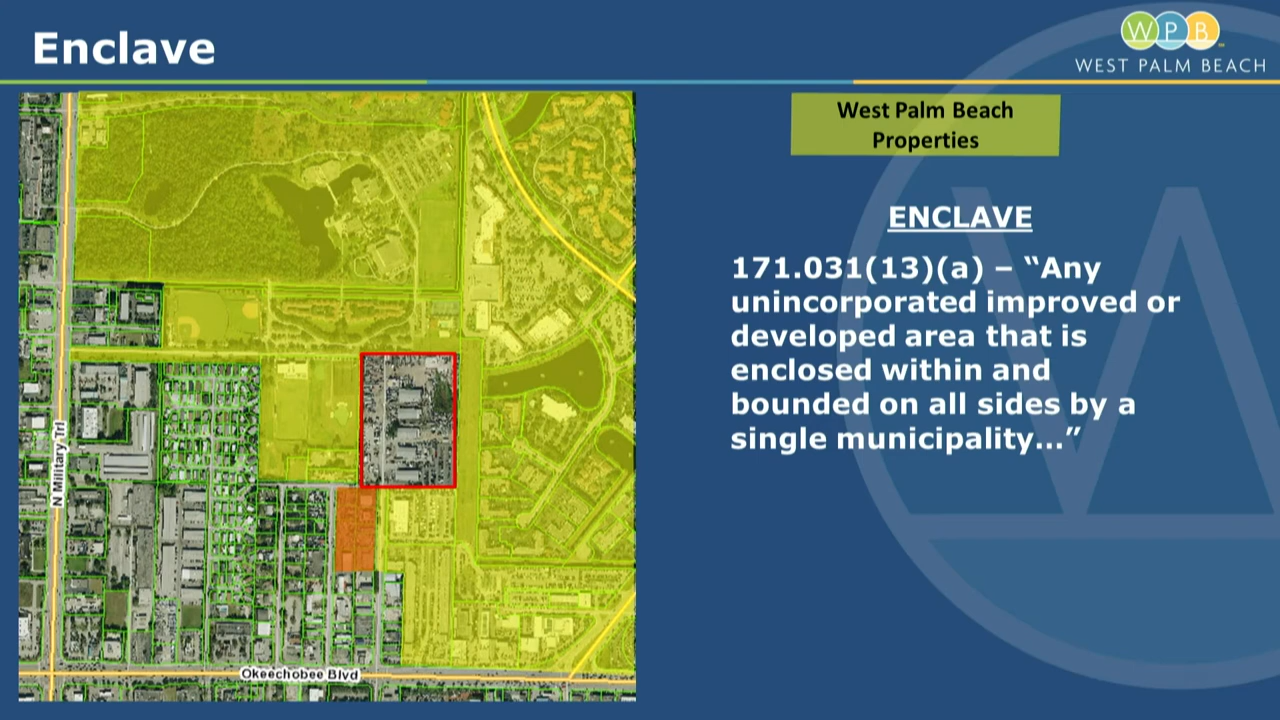 Enclave
WPB
WEST PALM BEACH
West Palm Beach
Properties
ENCLAVE
171.031(13)(a) – “Any
unincorporated improved or
developed area that is
enclosed within and
bounded on all sides by a
single municipality...”
N Military Trl
Okeechobee Blvd